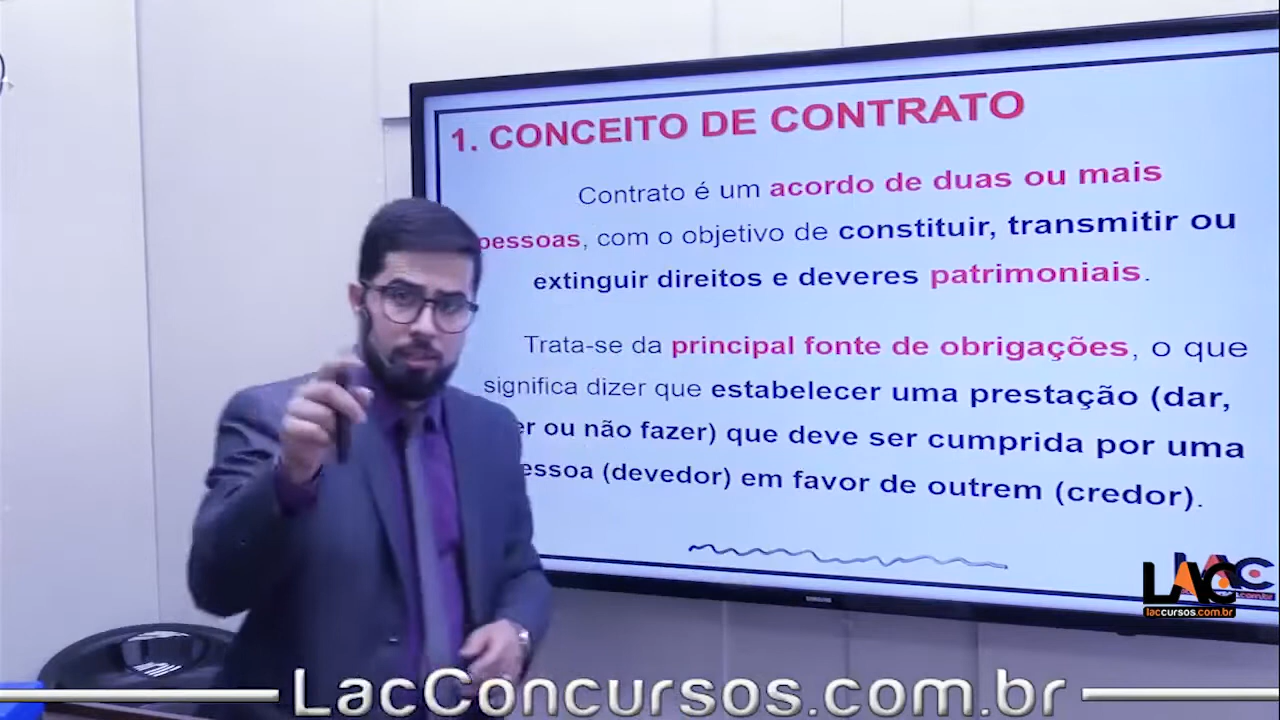 1. CONCEITO DE CONTRATO
Contrato é um acordo de duas ou mais
pessoas, com o objetivo de constituir, transmitir ou
extinguir direitos e deveres patrimoniais.
Trata-se da principal fonte de obrigações, o que
significa dizer que estabelecer uma prestação (dar,
er ou não fazer) que deve ser cumprida por uma
essoa (devedor) em favor de outrem (credor).
SAMSUNG
LAC
laccursos.com.br
LacConcursos.com.br